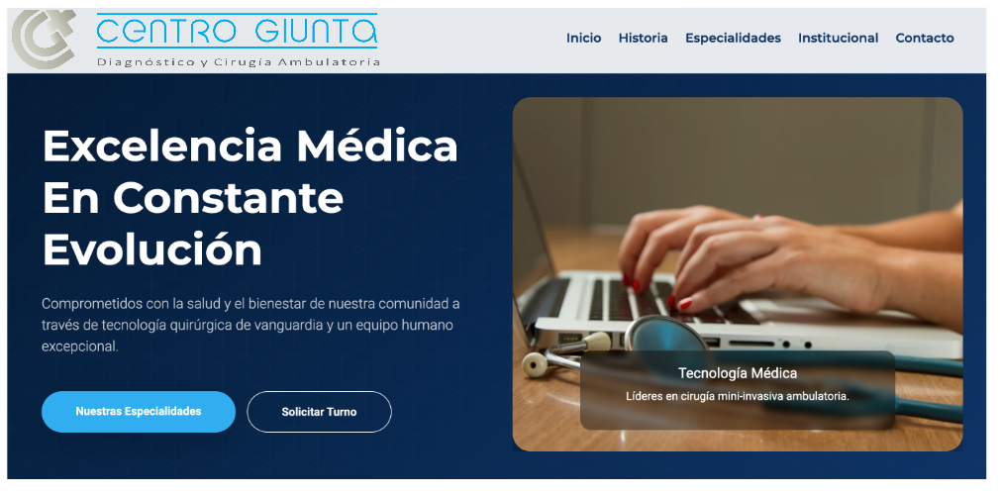 CENTRO GIUNTA
Diagnóstico y Cirugía Ambulatoria
Inicio Historia Especialidades Institucional Contacto
Excelencia Médica
En Constante
Evolución
Comprometidos con la salud y el bienestar de nuestra comunidad a
través de tecnología quirúrgica de vanguardia y un equipo humano
excepcional.
Nuestras Especialidades
Solicitar Turno
Tecnología Médica
Líderes en cirugía mini-invasiva ambulatoria.